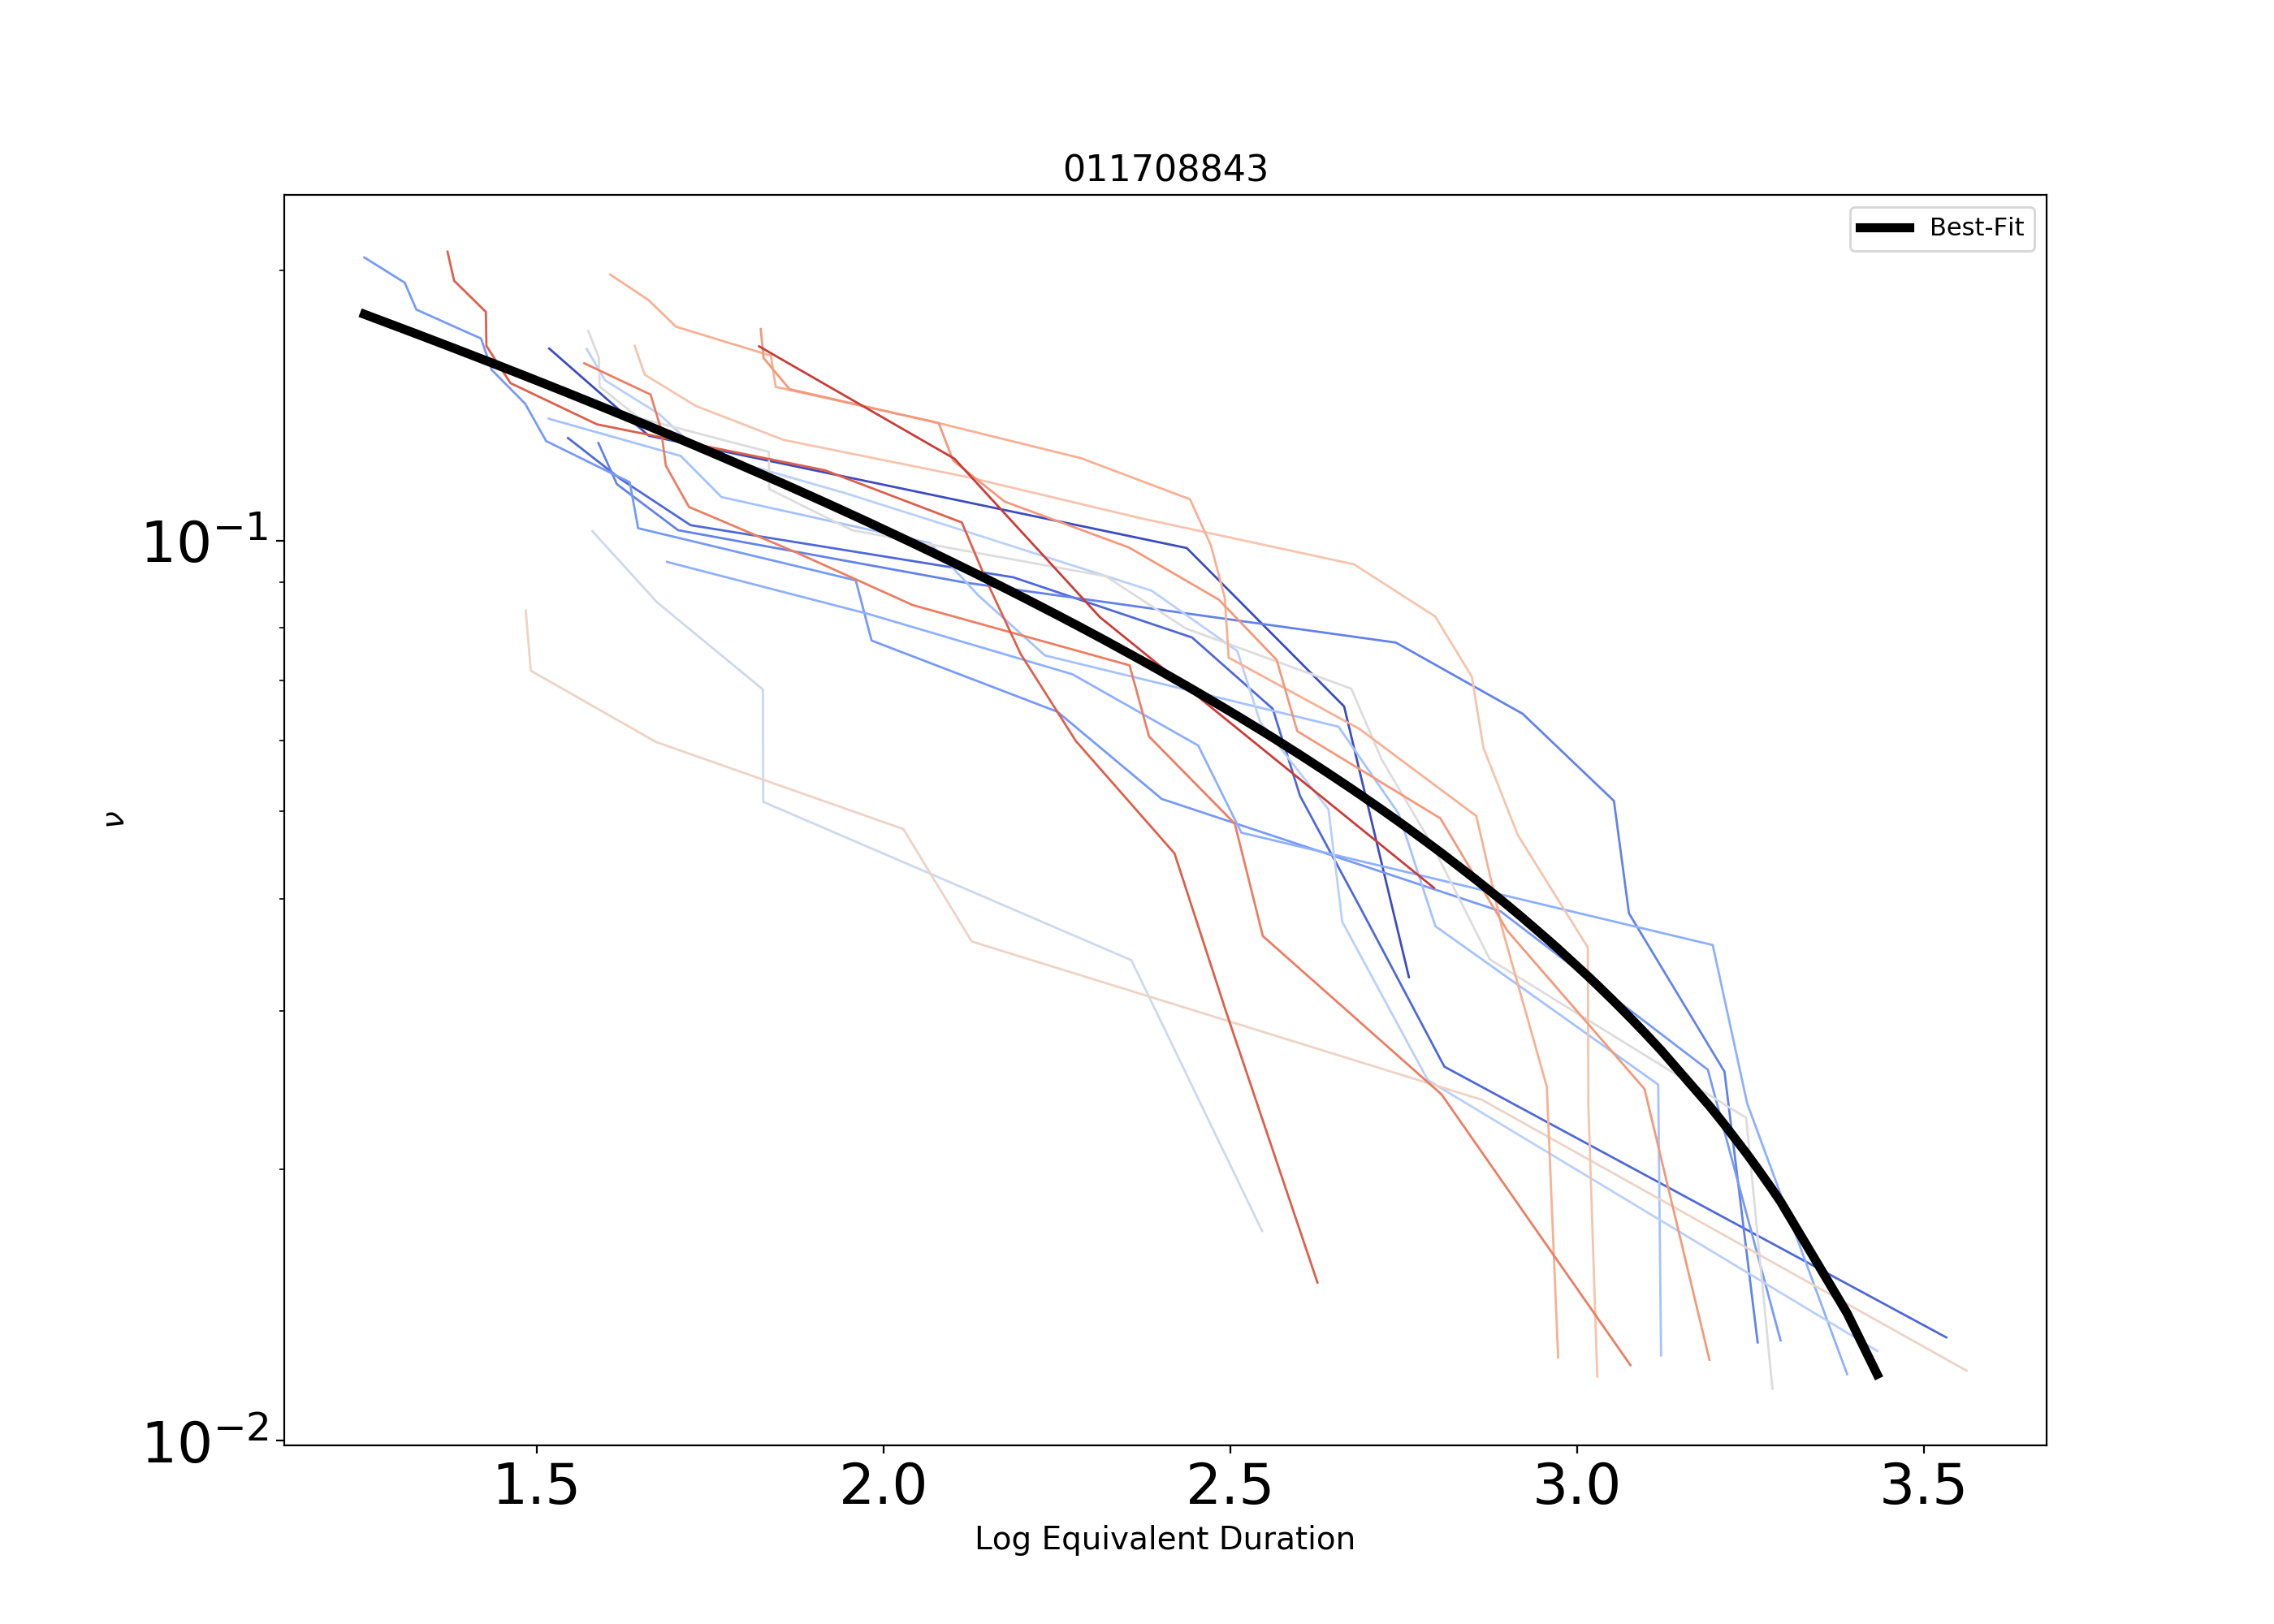 011708843
Best-Fit
10−1
ν
10−2
1.5 2.0 2.5 3.0 3.5
Log Equivalent Duration